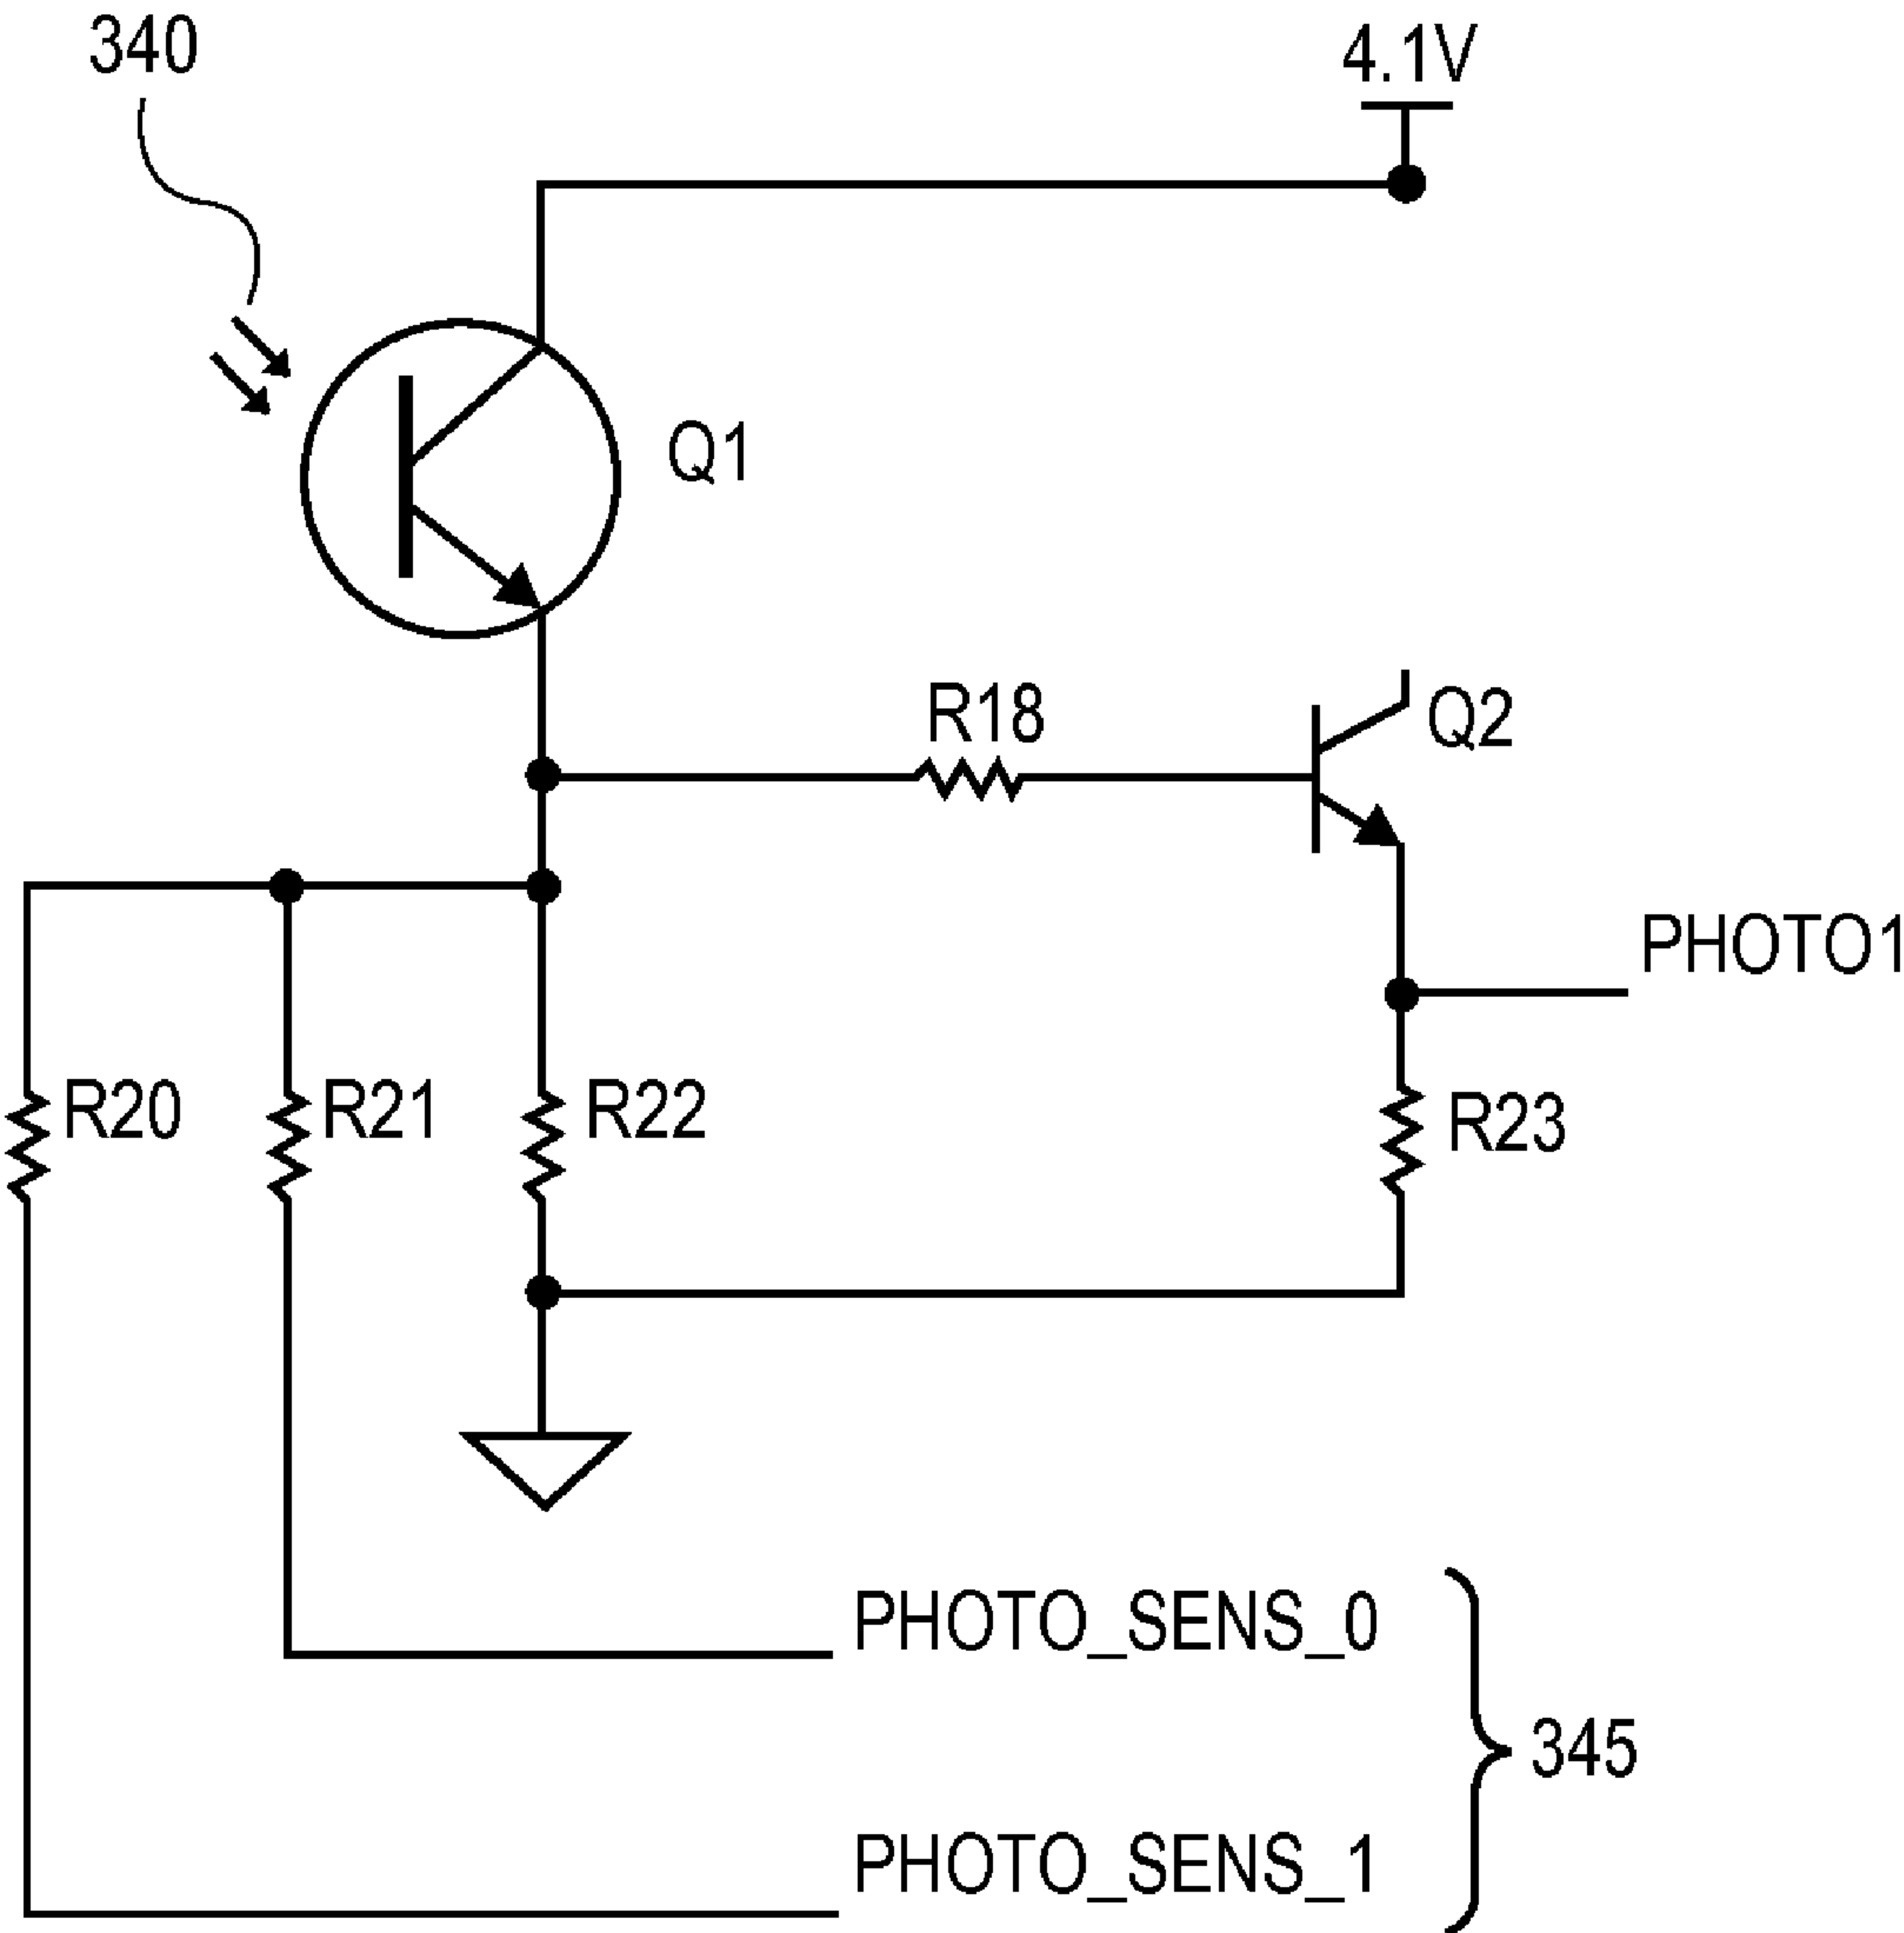 340
4.1V
Q1
R18
Q2
PHOTO1
R20
R21
R22
R23
PHOTO_SENS_0
345
PHOTO_SENS_1